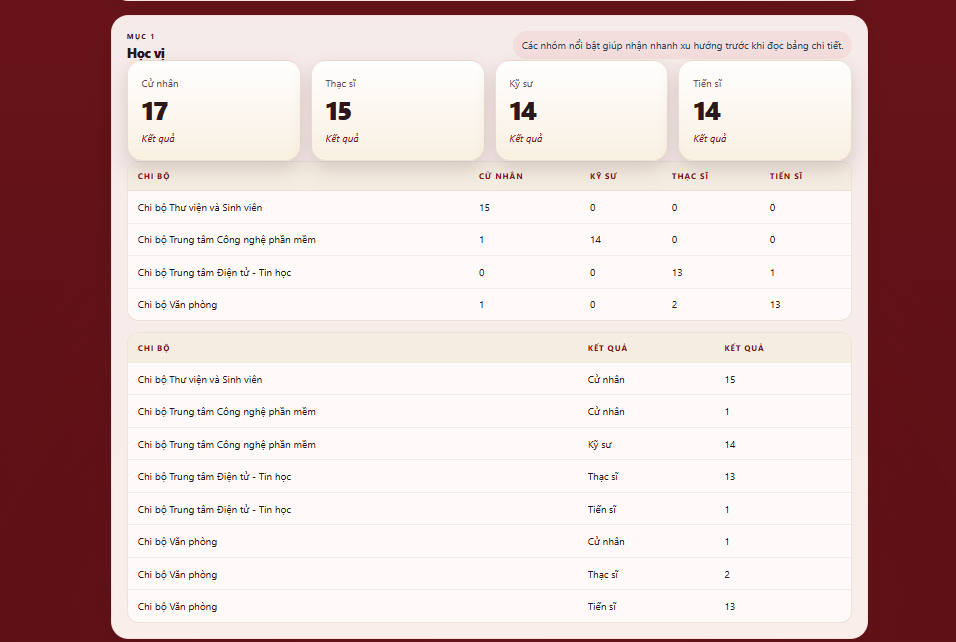 MỤC 1
Học vị
Các nhóm nổi bật giúp nhận nhanh xu hướng trước khi đọc bảng chi tiết.
Cử nhân
17
Kết quả
Thạc sĩ
15
Kết quả
Kỹ sư
14
Kết quả
Tiến sĩ
14
Kết quả
CHI BỘ CỬ NHÂN KỸ SƯ THẠC SĨ TIẾN SĨ
Chi bộ Thư viện và Sinh viên 15 0 0 0
Chi bộ Trung tâm Công nghệ phần mềm 1 14 0 0
Chi bộ Trung tâm Điện tử - Tin học 0 0 13 1
Chi bộ Văn phòng 1 0 2 13
CHI BỘ KẾT QUẢ KẾT QUẢ
Chi bộ Thư viện và Sinh viên Cử nhân 15
Chi bộ Trung tâm Công nghệ phần mềm Cử nhân 1
Chi bộ Trung tâm Công nghệ phần mềm Kỹ sư 14
Chi bộ Trung tâm Điện tử - Tin học Thạc sĩ 13
Chi bộ Trung tâm Điện tử - Tin học Tiến sĩ 1
Chi bộ Văn phòng Cử nhân 1
Chi bộ Văn phòng Thạc sĩ 2
Chi bộ Văn phòng Tiến sĩ 13